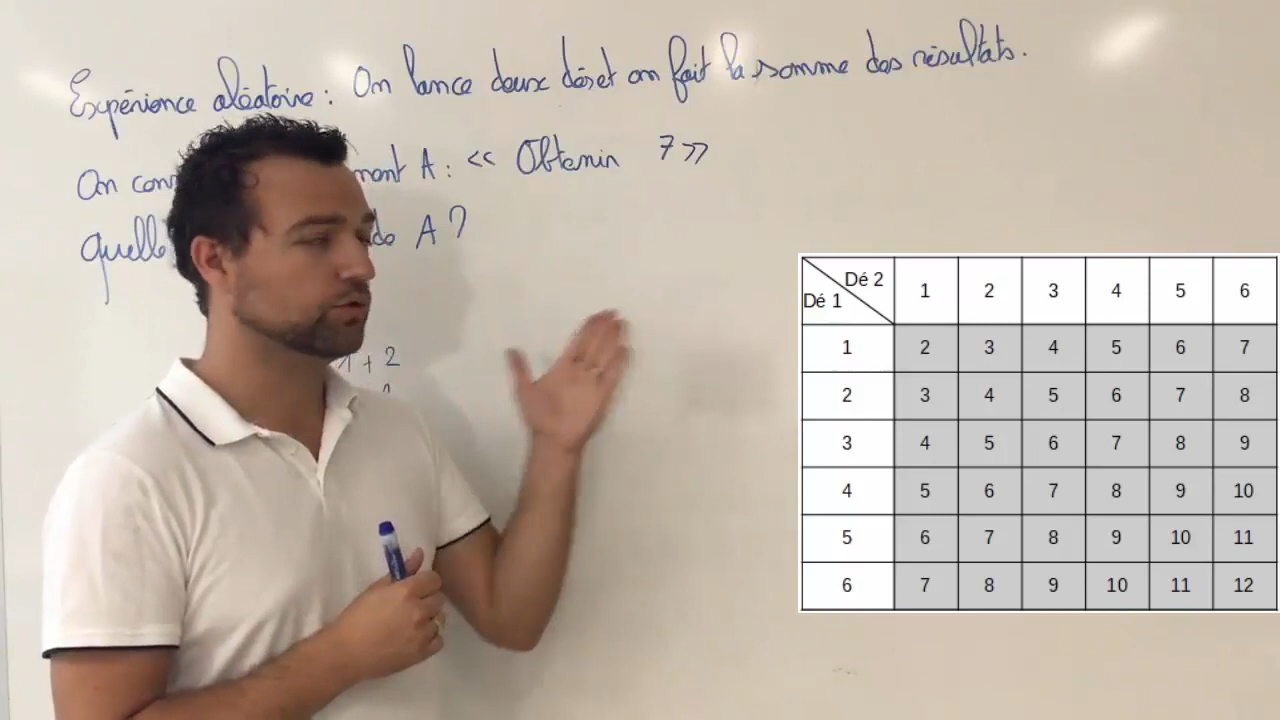 Expérience aléatoire : On lance deux dés et on fait la somme des résultats.
On A : << Obtenir 7 >>
quelle de A ?
1 + 2
Dé 2
Dé 1
1 2 3 4 5 6
1 2 3 4 5 6 7
2 3 4 5 6 7 8
3 4 5 6 7 8 9
4 5 6 7 8 9 10
5 6 7 8 9 10 11
6 7 8 9 10 11 12